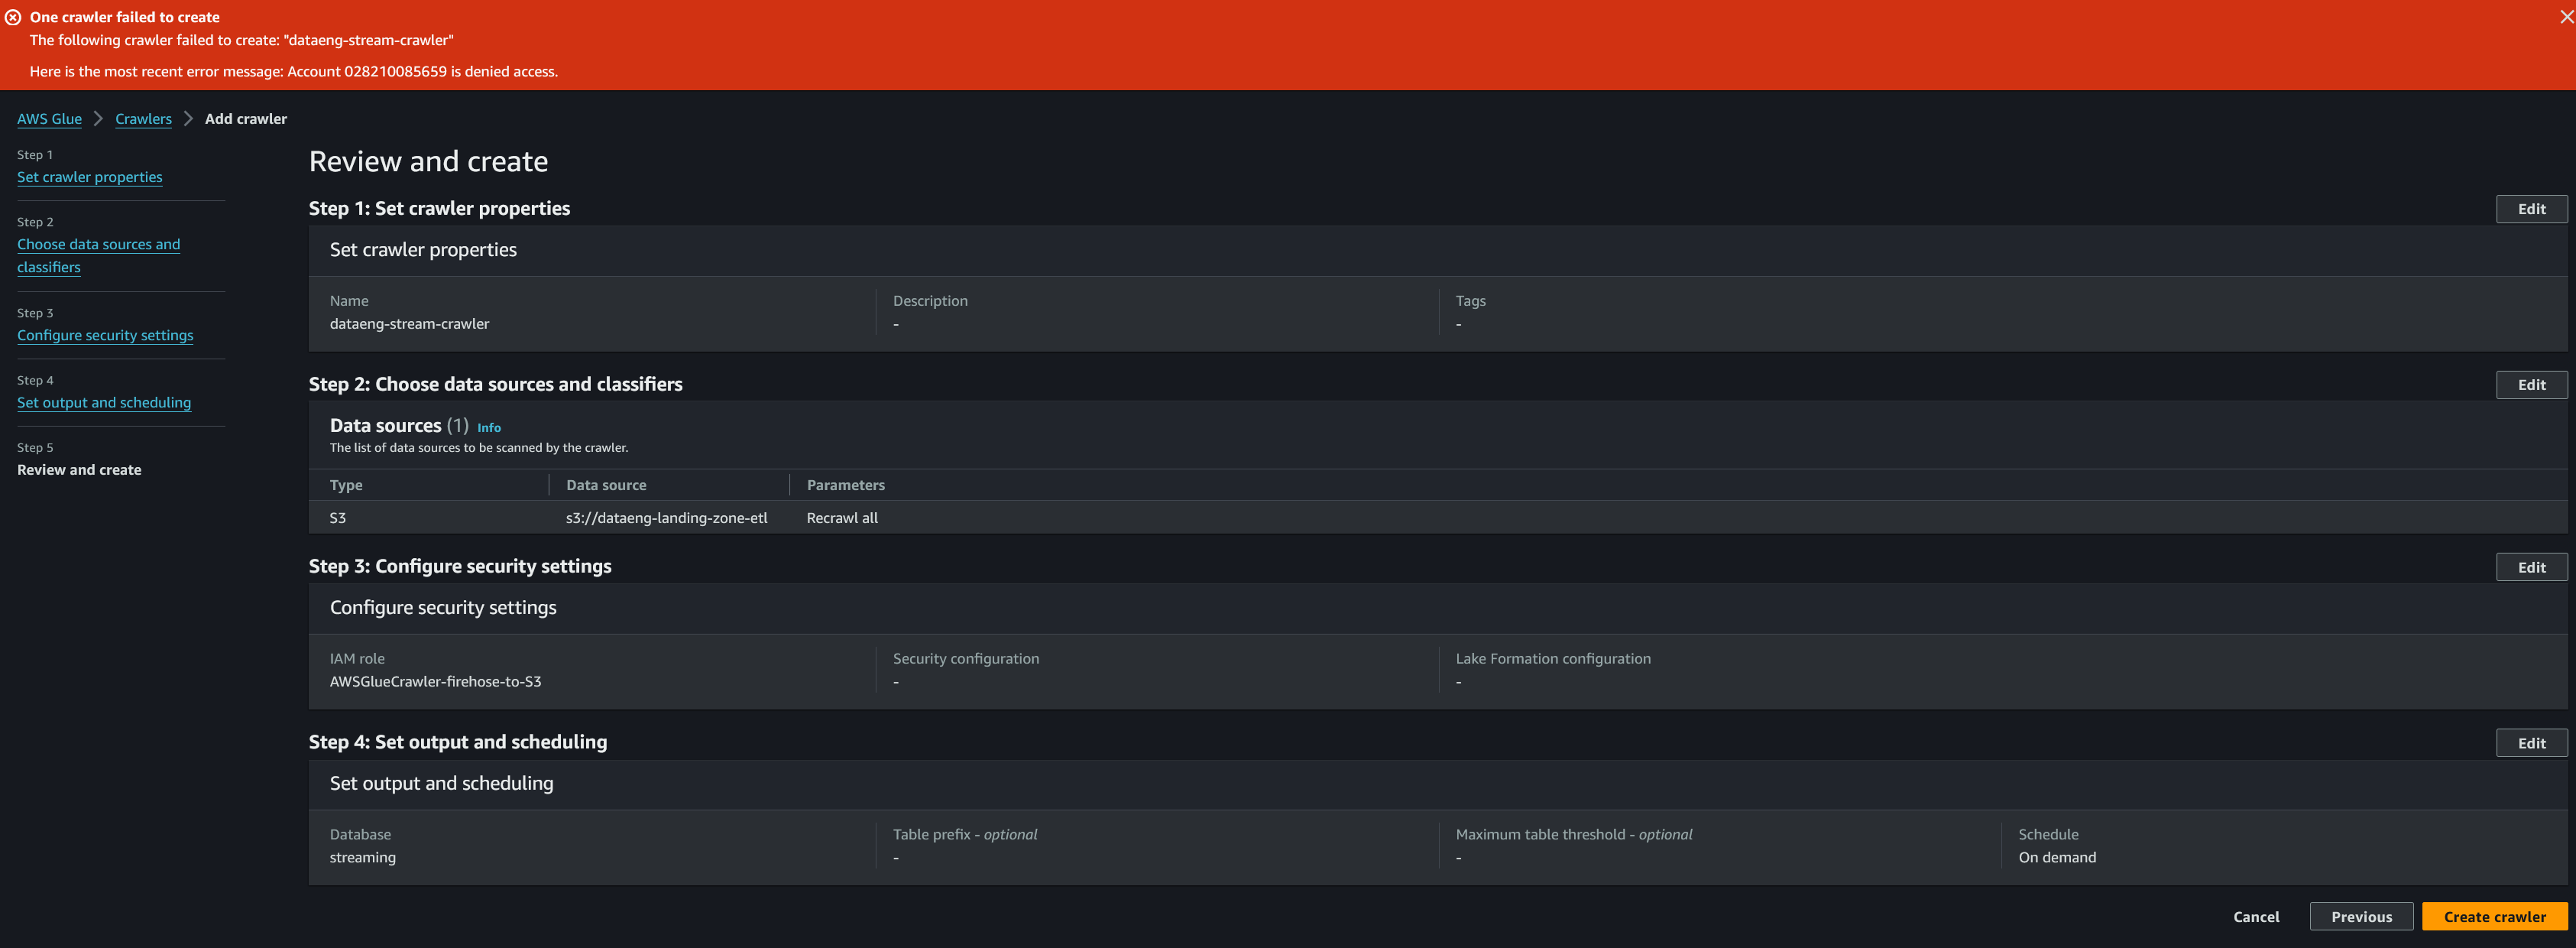 One crawler failed to create
The following crawler failed to create: "dataeng-stream-crawler"
Here is the most recent error message: Account 028210085659 is denied access.
AWS Glue > Crawlers > Add crawler
Step 1
Set crawler properties
Step 2
Choose data sources and
classifiers
Step 3
Configure security settings
Step 4
Set output and scheduling
Step 5
Review and create
Review and create
Step 1: Set crawler properties
Edit
Set crawler properties
Name
dataeng-stream-crawler
Description
-
Tags
-
Step 2: Choose data sources and classifiers
Edit
Data sources (1) Info
The list of data sources to be scanned by the crawler.
Type Data source Parameters
S3 s3://dataeng-landing-zone-etl Recrawl all
Step 3: Configure security settings
Edit
Configure security settings
IAM role
AWSGlueCrawler-firehose-to-S3
Security configuration
-
Lake Formation configuration
-
Step 4: Set output and scheduling
Edit
Set output and scheduling
Database
streaming
Table prefix - optional
-
Maximum table threshold - optional
-
Schedule
On demand
Cancel Previous Create crawler